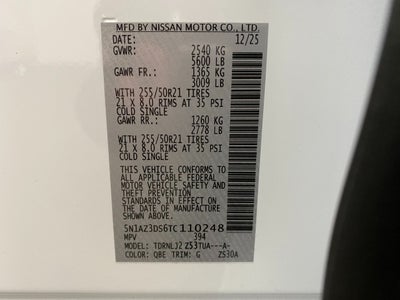 MFD BY NISSAN MOTOR CO., LTD.
DATE: 12/25
GVWR: 2540 KG
5600 LB
GAWR FR.: 1365 KG
3009 LB
WITH 255/50R21 TIRES
21 X 8.0 RIMS AT 35 PSI
COLD SINGLE
GAWR RR.: 1260 KG
2778 LB
WITH 255/50R21 TIRES
21 X 8.0 RIMS AT 35 PSI
COLD SINGLE
THIS VEHICLE CONFORMS TO
ALL APPLICABLE FEDERAL
MOTOR VEHICLE SAFETY AND
THEFT PREVENTION
STANDARDS IN EFFECT ON
THE DATE OF MANUFACTURE
SHOWN ABOVE
5N1AZ3DS6TC110248
MPV 394
MODEL: TDRNLJZ Z53TUA---A-
COLOR: QBE TRIM: G ZS30A